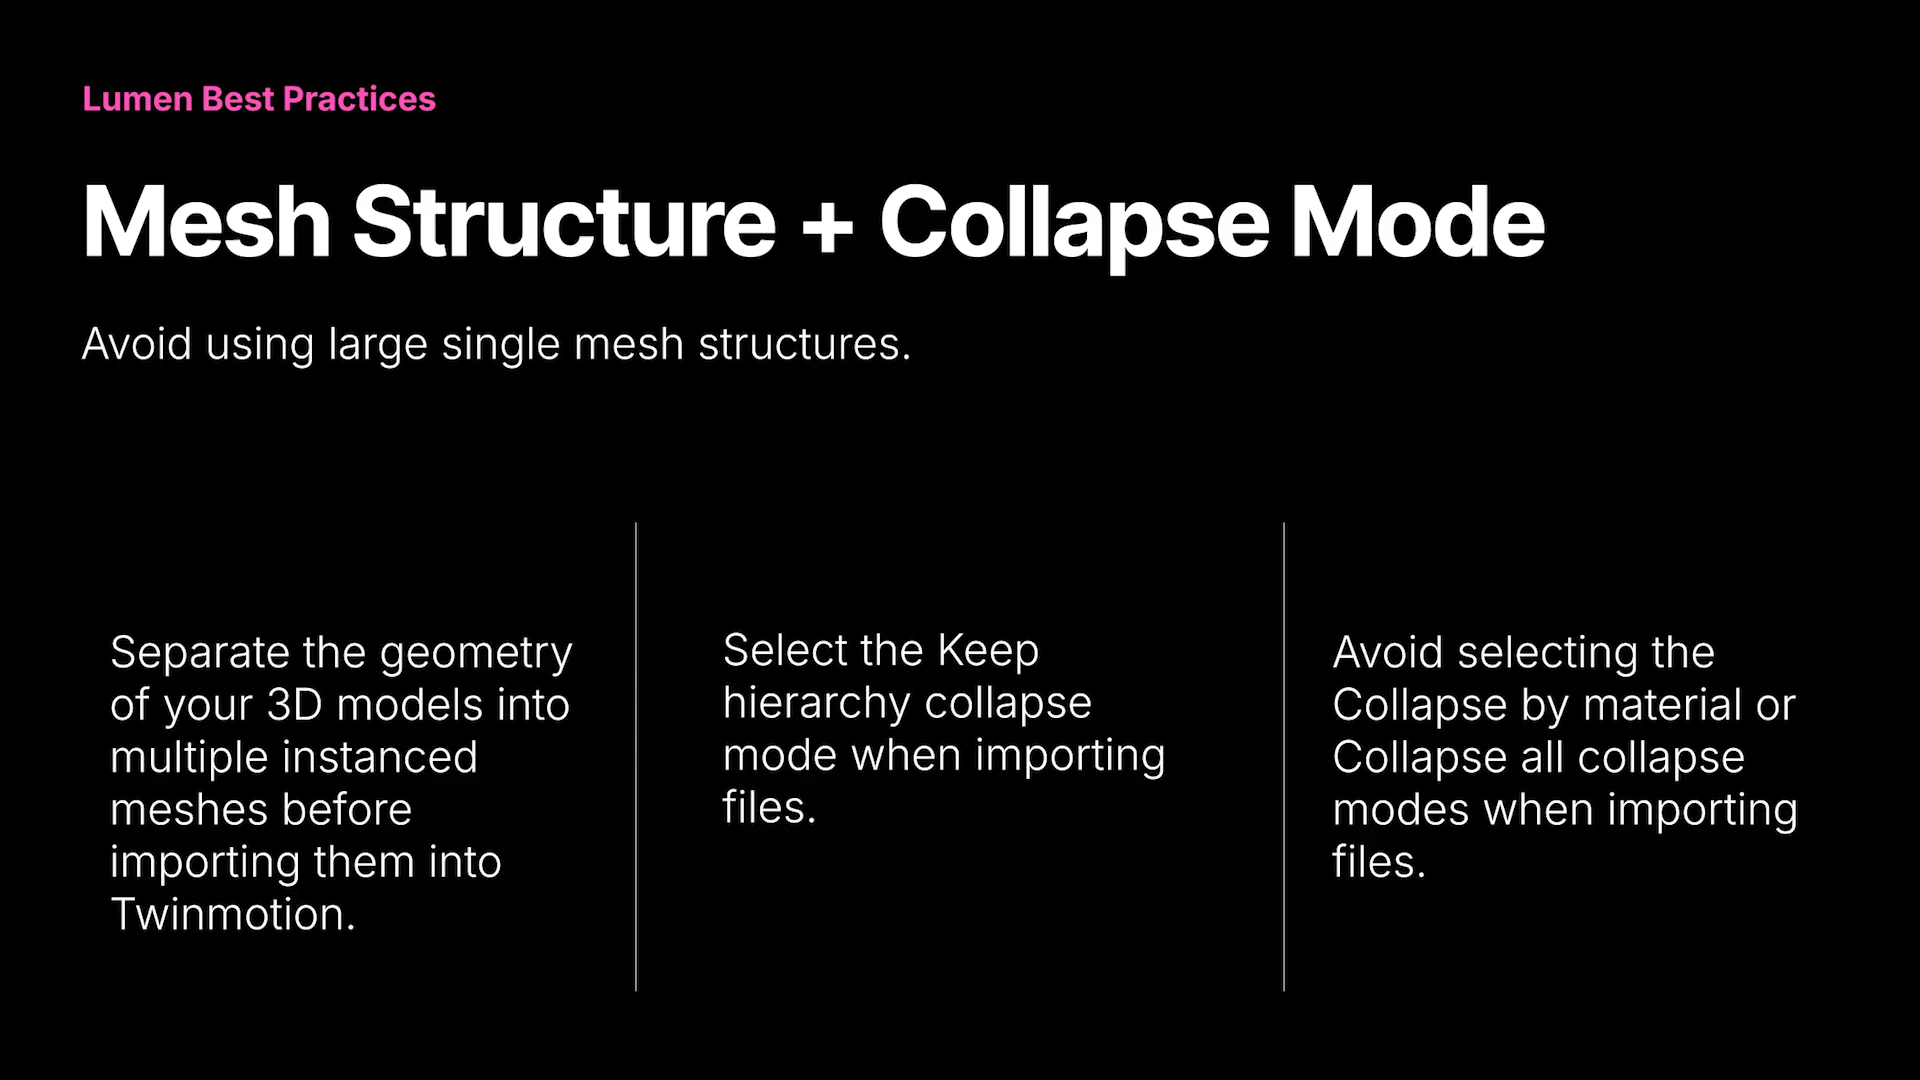 Lumen Best Practices
Mesh Structure + Collapse Mode
Avoid using large single mesh structures.
Separate the geometry
of your 3D models into
multiple instanced
meshes before
importing them into
Twinmotion.
Select the Keep
hierarchy collapse
mode when importing
files.
Avoid selecting the
Collapse by material or
Collapse all collapse
modes when importing
files.